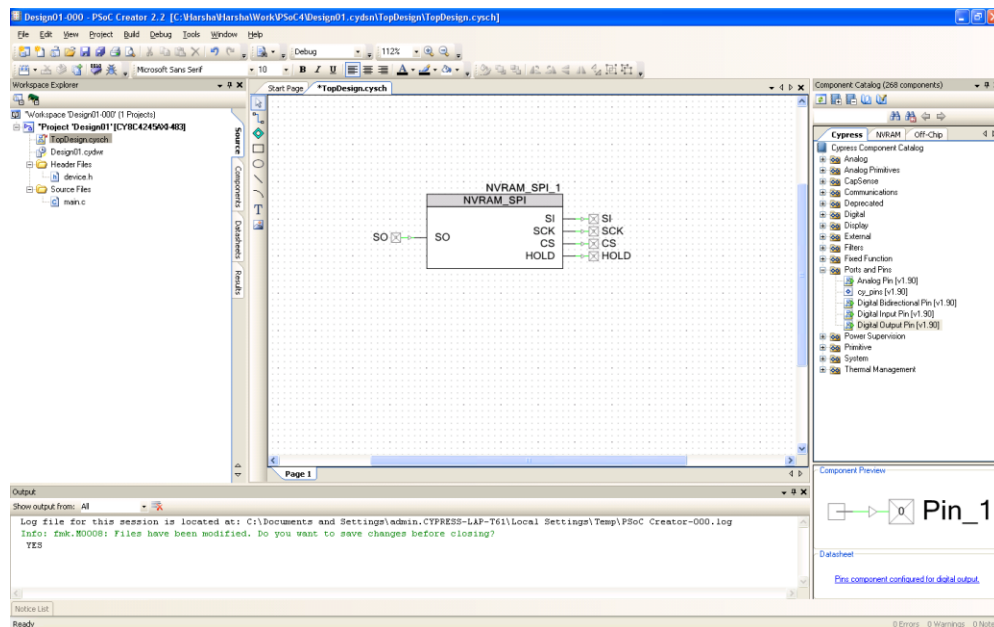 Design01-000 - PSoC Creator 2.2 [C:\Harsha\Harsha\Work\PSoC4\Design01.cydsn\TopDesign\TopDesign.cysch]
File Edit View Project Build Debug Tools Window Help
Debug 112%
Microsoft Sans Serif 10 B I U
Workspace Explorer
Workspace 'Design01-000' (1 Projects)
*Project 'Design01' [CY8C4245AXI-483]
TopDesign.cysch
Design01.cydwr
Header Files
device.h
Source Files
main.c
Source
Components
Datasheets
Results
Start Page *TopDesign.cysch
NVRAM_SPI_1
NVRAM_SPI
SI SI
SCK SCK
SO SO
CS CS
HOLD HOLD
Page 1
Component Catalog (268 components)
Cypress NVRAM Off-Chip
Cypress Component Catalog
Analog
Analog Primitives
CapSense
Communications
Deprecated
Digital
Display
External
Filters
Fixed Function
Ports and Pins
Analog Pin [v1.90]
cy_pins [v1.90]
Digital Bidirectional Pin [v1.90]
Digital Input Pin [v1.90]
Digital Output Pin [v1.90]
Power Supervision
Primitive
System
Thermal Management
Component Preview
0 Pin_1
Datasheet
Pins component configured for digital output.
Output
Show output from: All
Log file for this session is located at: C:\Documents and Settings\admin.CYPRESS-LAP-T61\Local Settings\Temp\PSoC Creator-000.log
Info: fmk.M0008: Files have been modified. Do you want to save changes before closing?
YES
Notice List
Ready
0 Errors 0 Warnings 0 Note